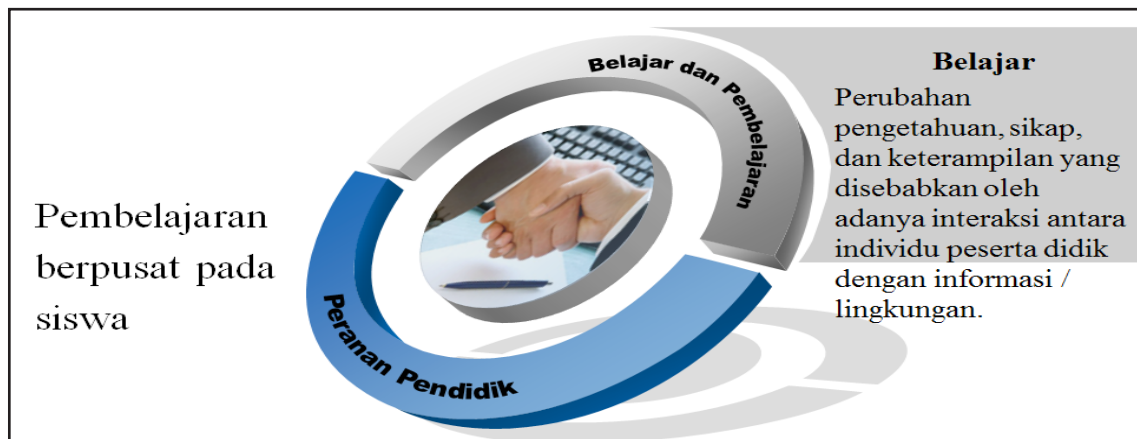 Pembelajaran
berpusat pada
siswa
Belajar dan Pembelajaran
Peranan Pendidik
Belajar
Perubahan
pengetahuan, sikap,
dan keterampilan yang
disebabkan oleh
adanya interaksi antara
individu peserta didik
dengan informasi /
lingkungan.